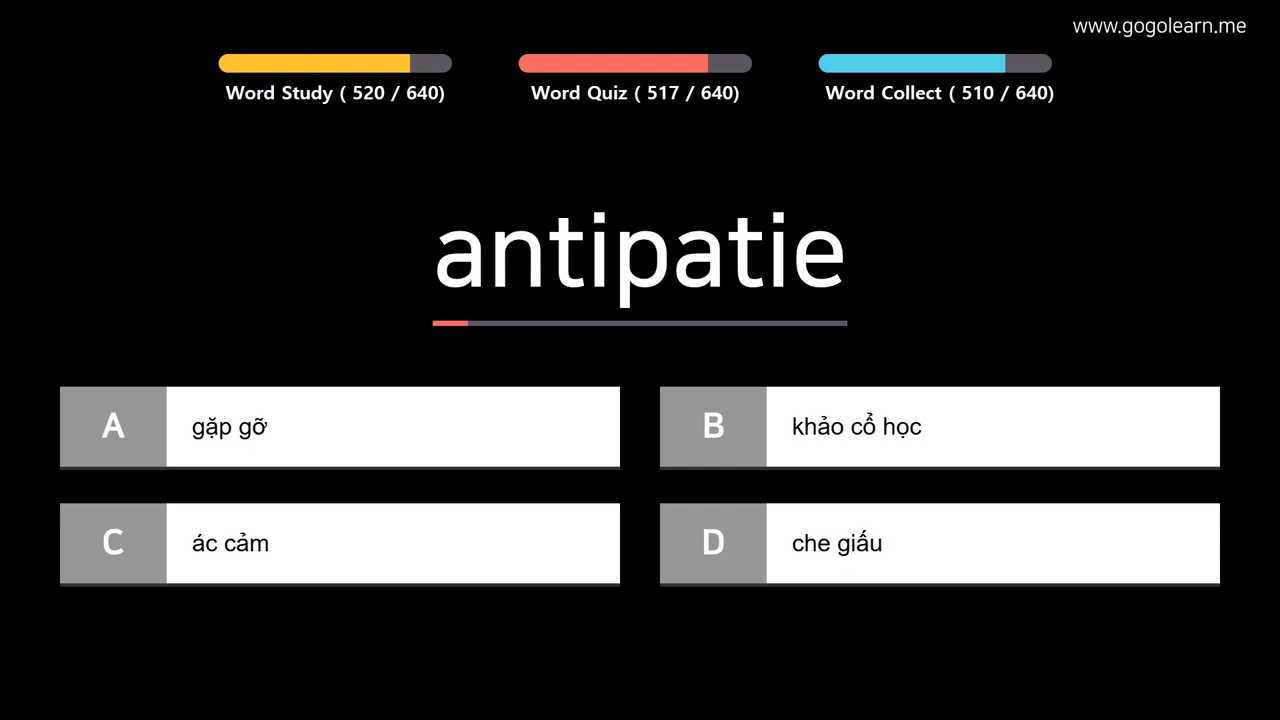 www.gogolearn.me
Word Study ( 520 / 640)
Word Quiz ( 517 / 640)
Word Collect ( 510 / 640)
antipatie
A gặp gỡ
B khảo cổ học
C ác cảm
D che giấu